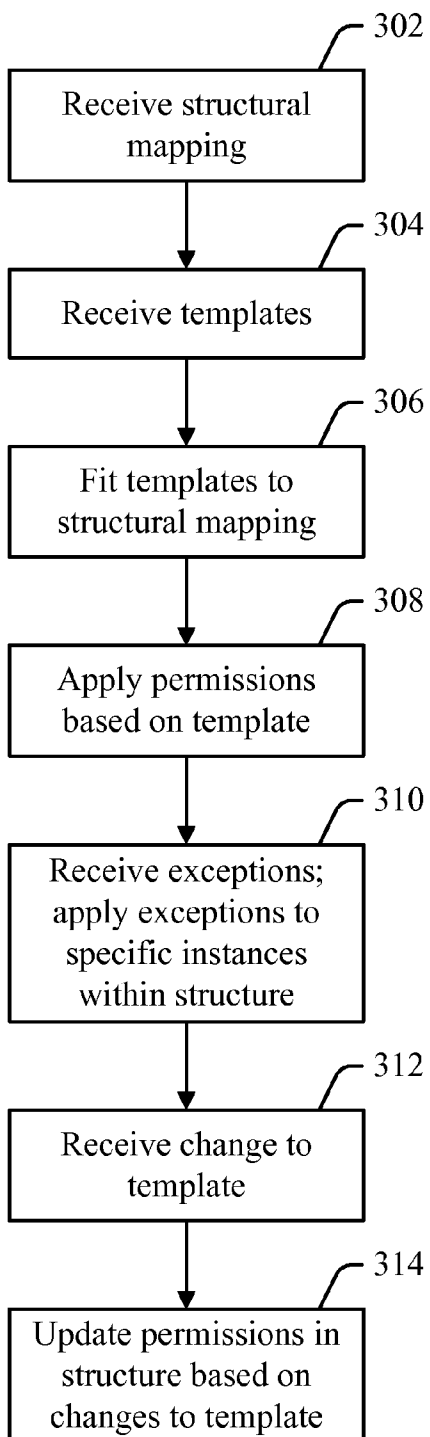 302
Receive structural
mapping
304
Receive templates
306
Fit templates to
structural mapping
308
Apply permissions
based on template
310
Receive exceptions;
apply exceptions to
specific instances
within structure
312
Receive change to
template
314
Update permissions in
structure based on
changes to template